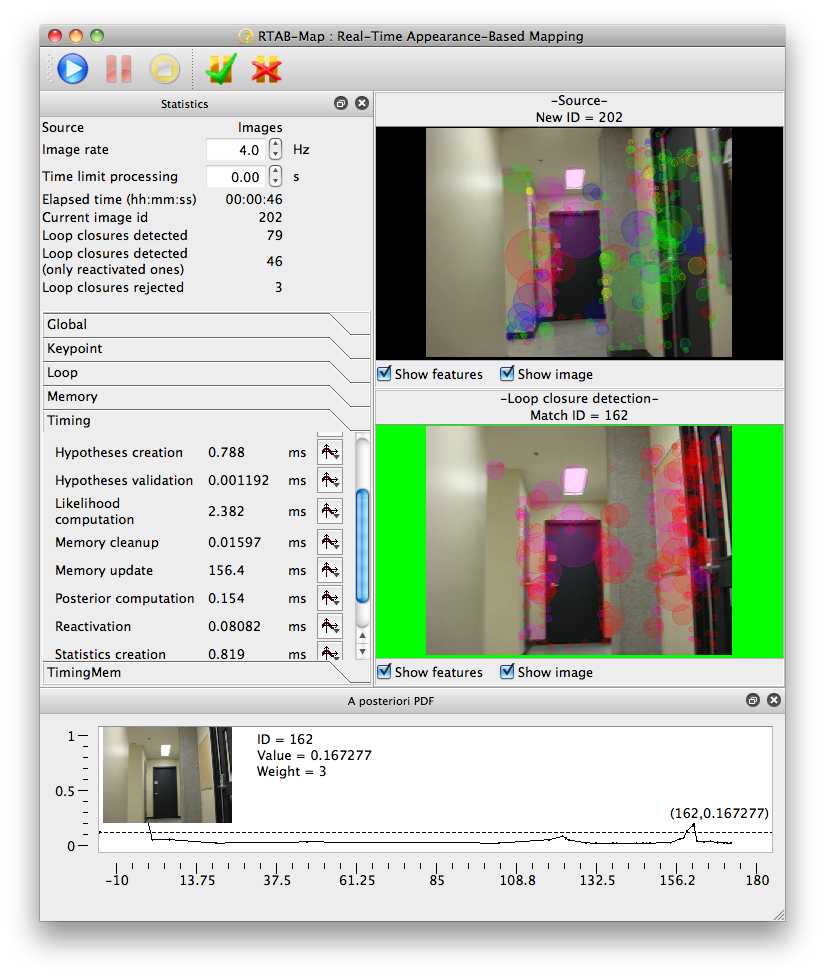 RTAB-Map : Real-Time Appearance-Based Mapping
Statistics
Source Images
Image rate 4.0 Hz
Time limit processing 0.00 s
Elapsed time (hh:mm:ss) 00:00:46
Current image id 202
Loop closures detected 79
Loop closures detected
(only reactivated ones) 46
Loop closures rejected 3
Global
Keypoint
Loop
Memory
Timing
Hypotheses creation 0.788 ms
Hypotheses validation 0.001192 ms
Likelihood
computation 2.382 ms
Memory cleanup 0.01597 ms
Memory update 156.4 ms
Posterior computation 0.154 ms
Reactivation 0.08082 ms
Statistics creation 0.819 ms
TimingMem
-Source-
New ID = 202
Show features Show image
-Loop closure detection-
Match ID = 162
Show features Show image
A posteriori PDF
ID = 162
Value = 0.167277
Weight = 3
(162,0.167277)
1
0.5
0
-10 13.75 37.5 61.25 85 108.8 132.5 156.2 180